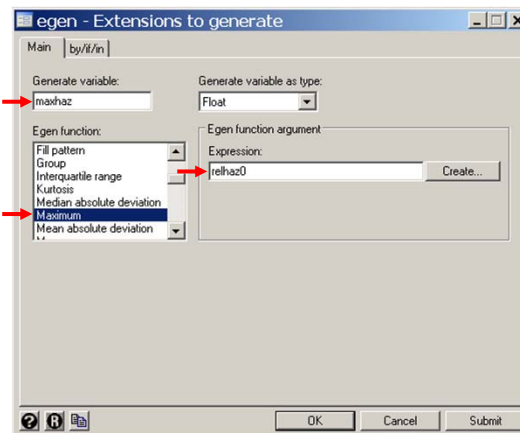 egen - Extensions to generate
Main
by/if/in
Generate variable:
Generate variable as type:
maxhaz
Float
Egen function:
Egen function argument
Fill pattern
Group
Interquartile range
Kurtosis
Median absolute deviation
Maximum
Mean absolute deviation
Expression:
relhaz0
Create...
OK
Cancel
Submit